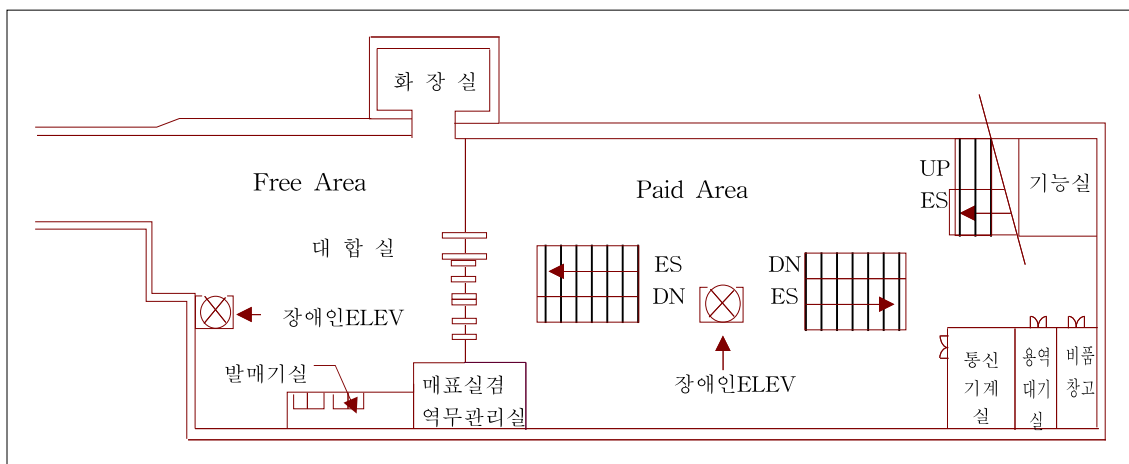 화 장 실
Free Area
Paid Area
UP
ES
기능실
대 합 실
ES
DN
DN
ES
장애인ELEV
장애인ELEV
발매기실
매표실겸
역무관리실
통신
기계
실
용역
대기
실
비품
창고